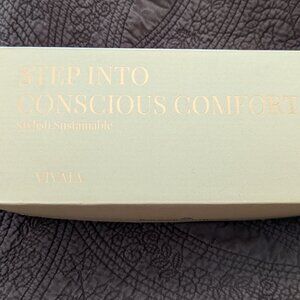 STEP INTO
CONSCIOUS COMFORT
Stylish Sustainable
VIVAIA